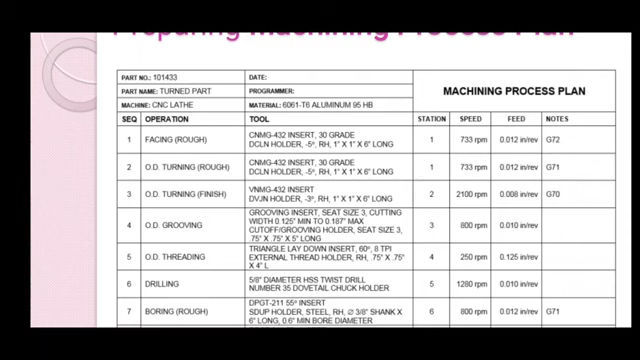 Preparing Machining Process Plan
PART NO.: 101433 DATE:
PART NAME: TURNED PART PROGRAMMER:
MACHINE: CNC LATHE MATERIAL: 6061-T6 ALUMINUM 95 HB
MACHINING PROCESS PLAN
SEQ OPERATION TOOL STATION SPEED FEED NOTES
1 FACING (ROUGH) CNMG-432 INSERT, 30 GRADE 1 733 rpm 0.012 in/rev G72
DCLN HOLDER, -5º, RH, 1" X 1" X 6" LONG
2 O.D. TURNING (ROUGH) CNMG-432 INSERT, 30 GRADE 1 733 rpm 0.012 in/rev G71
DCLN HOLDER, -5º, RH, 1" X 1" X 6" LONG
3 O.D. TURNING (FINISH) VNMG-432 INSERT 2 2100 rpm 0.008 in/rev G70
DVJN HOLDER, -3º, RH, 1" X 1" X 6" LONG
4 O.D. GROOVING GROOVING INSERT, SEAT SIZE 3, CUTTING 3 800 rpm 0.010 in/rev
WIDTH 0.125" MIN TO 0.187" MAX
CUTOFF/GROOVING HOLDER, SEAT SIZE 3,
.75" X .75" X 5" LONG
5 O.D. THREADING TRIANGLE LAY DOWN INSERT, 60º, 8 TPI 4 250 rpm 0.125 in/rev
EXTERNAL THREAD HOLDER, RH, .75" X .75"
X 4" L
6 DRILLING 5/8" DIAMETER HSS TWIST DRILL 5 1280 rpm 0.010 in/rev
NUMBER 35 DOVETAIL CHUCK HOLDER
7 BORING (ROUGH) DPGT-211 55º INSERT 6 800 rpm 0.012 in/rev G71
SDUP HOLDER, STEEL, RH, ∅ 3/8" SHANK X
6" LONG, 0.6" MIN BORE DIAMETER